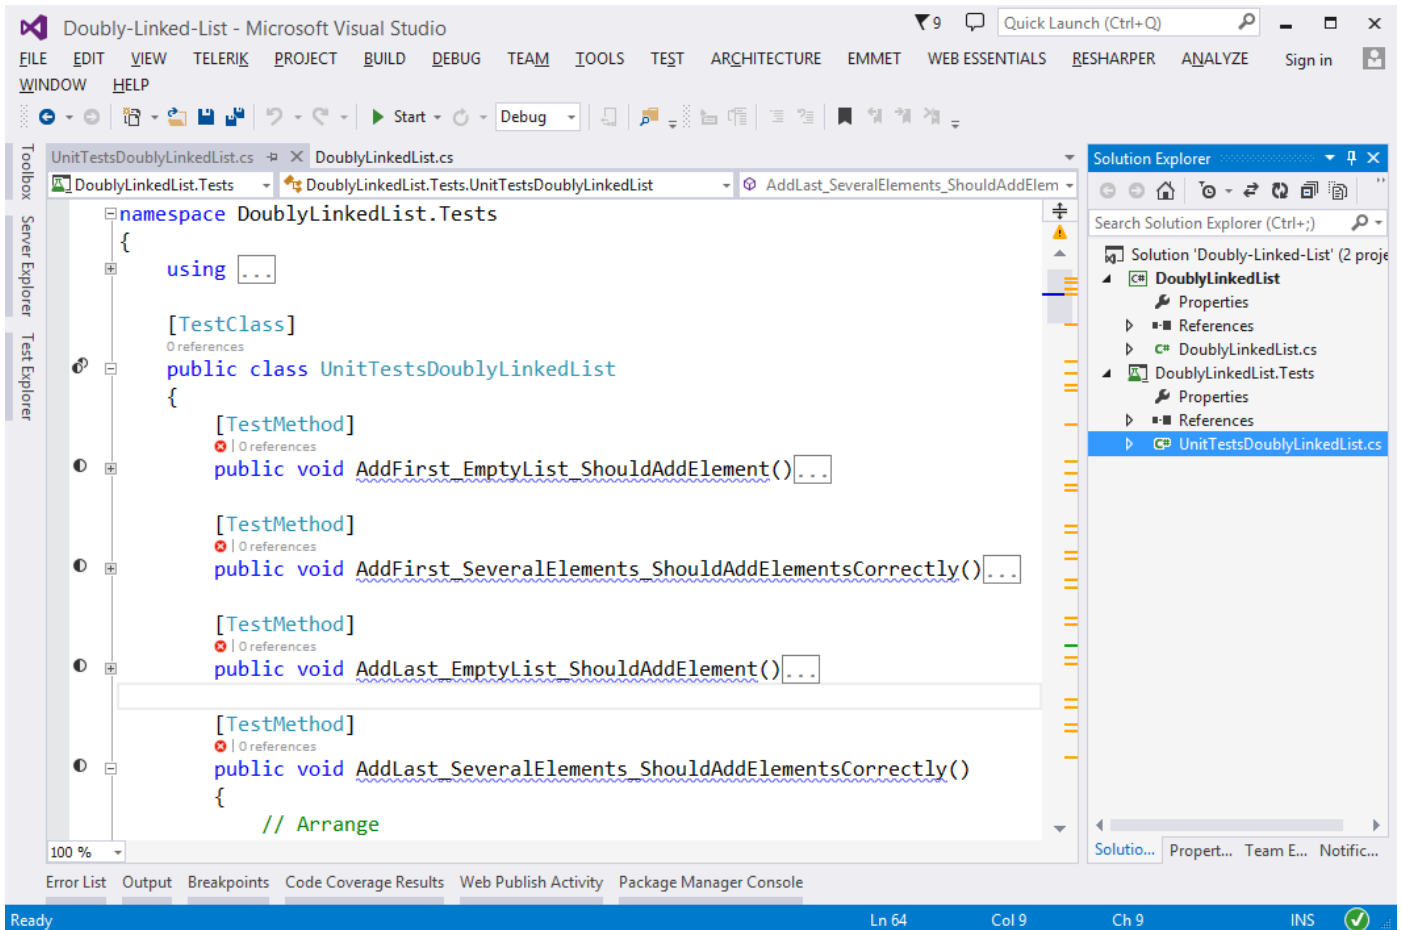 Doubly-Linked-List - Microsoft Visual Studio
9
Quick Launch (Ctrl+Q)
FILE EDIT VIEW TELERIK PROJECT BUILD DEBUG TEAM TOOLS TEST ARCHITECTURE EMMET WEB ESSENTIALS RESHARPER ANALYZE Sign in
WINDOW HELP
Start Debug
Toolbox
Server Explorer
Test Explorer
UnitTestsDoublyLinkedList.cs DoublyLinkedList.cs
DoublyLinkedList.Tests DoublyLinkedList.Tests.UnitTestsDoublyLinkedList AddLast_SeveralElements_ShouldAddElem
namespace DoublyLinkedList.Tests
{
using ...
[TestClass]
0 references
public class UnitTestsDoublyLinkedList
{
[TestMethod]
0 references
public void AddFirst_EmptyList_ShouldAddElement()...
[TestMethod]
0 references
public void AddFirst_SeveralElements_ShouldAddElementsCorrectly()...
[TestMethod]
0 references
public void AddLast_EmptyList_ShouldAddElement()...
[TestMethod]
0 references
public void AddLast_SeveralElements_ShouldAddElementsCorrectly()
{
// Arrange
100 %
Solution Explorer
Search Solution Explorer (Ctrl+;)
Solution 'Doubly-Linked-List' (2 proje
C# DoublyLinkedList
Properties
References
C# DoublyLinkedList.cs
DoublyLinkedList.Tests
Properties
References
C# UnitTestsDoublyLinkedList.cs
Solutio... Propert... Team E... Notific...
Error List Output Breakpoints Code Coverage Results Web Publish Activity Package Manager Console
Ready Ln 64 Col 9 Ch 9 INS